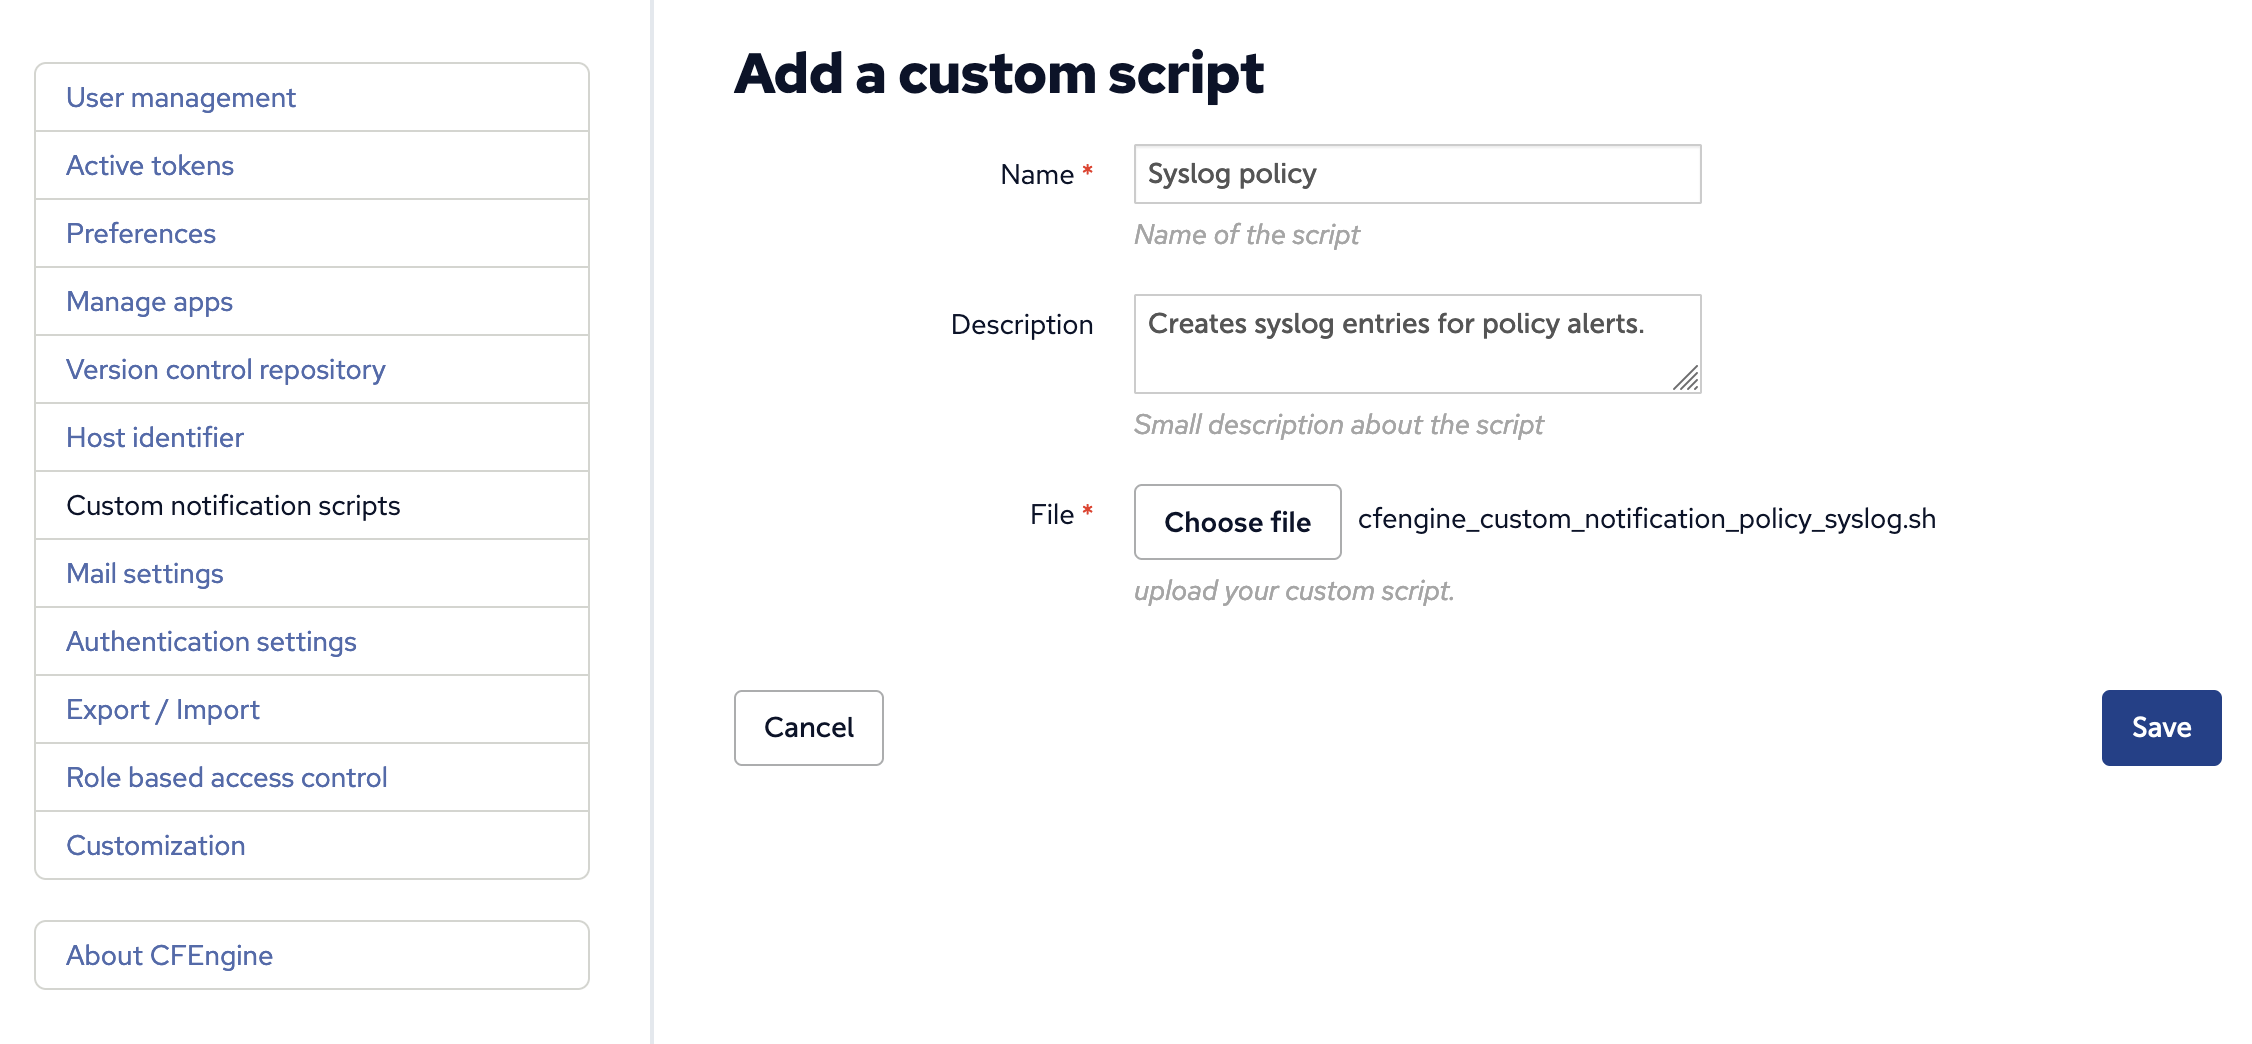 User management
Active tokens
Preferences
Manage apps
Version control repository
Host identifier
Custom notification scripts
Mail settings
Authentication settings
Export / Import
Role based access control
Customization
About CFEngine
Add a custom script
Name *
Syslog policy
Name of the script
Description
Creates syslog entries for policy alerts.
Small description about the script
File *
Choose file cfengine_custom_notification_policy_syslog.sh
upload your custom script.
Cancel
Save